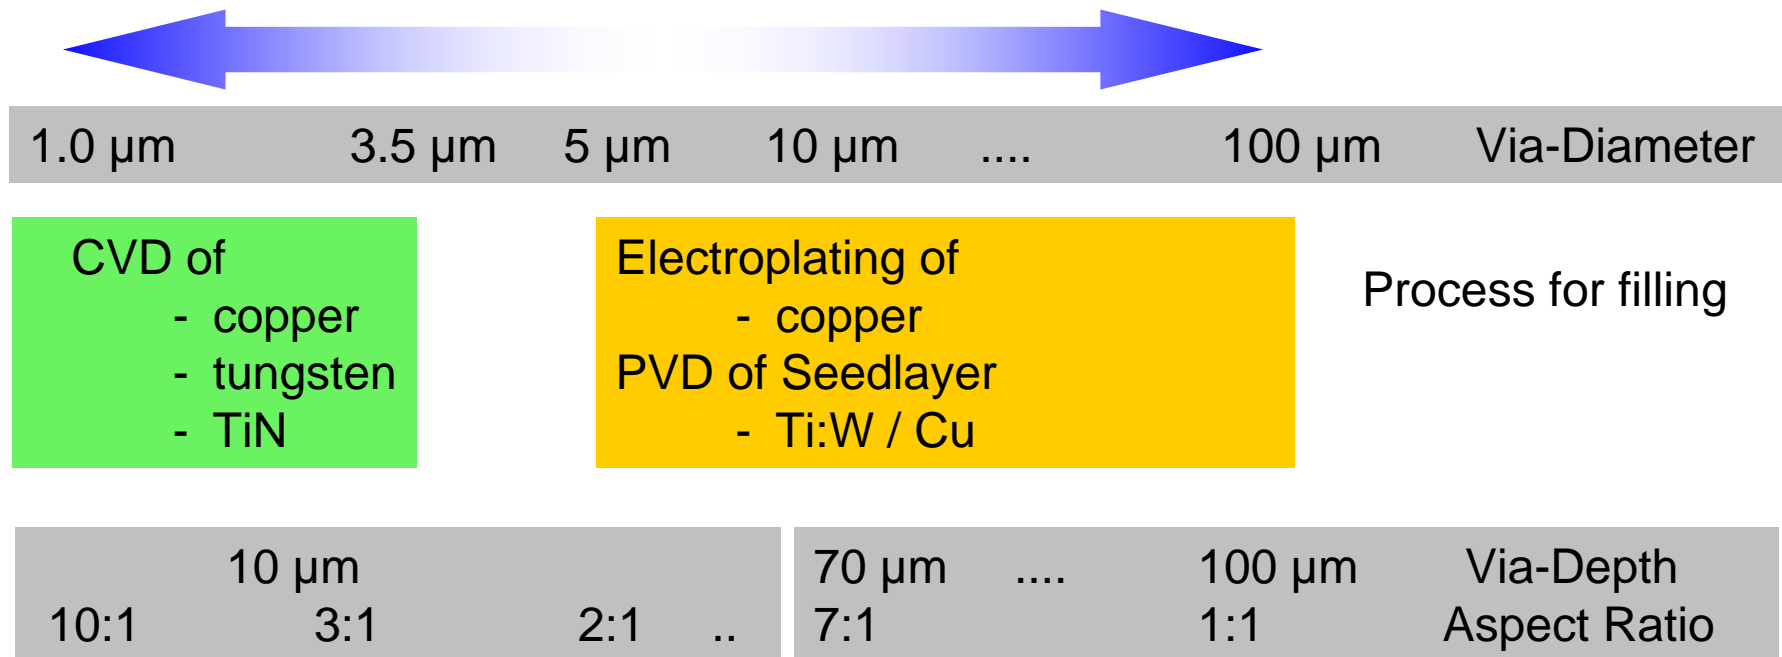 1.0 µm 3.5 µm 5 µm 10 µm .... 100 µm Via-Diameter
CVD of
- copper
- tungsten
- TiN
Electroplating of
- copper
PVD of Seedlayer
- Ti:W / Cu
Process for filling
10 µm 70 µm .... 100 µm Via-Depth
10:1 3:1 2:1 .. 7:1 1:1 Aspect Ratio